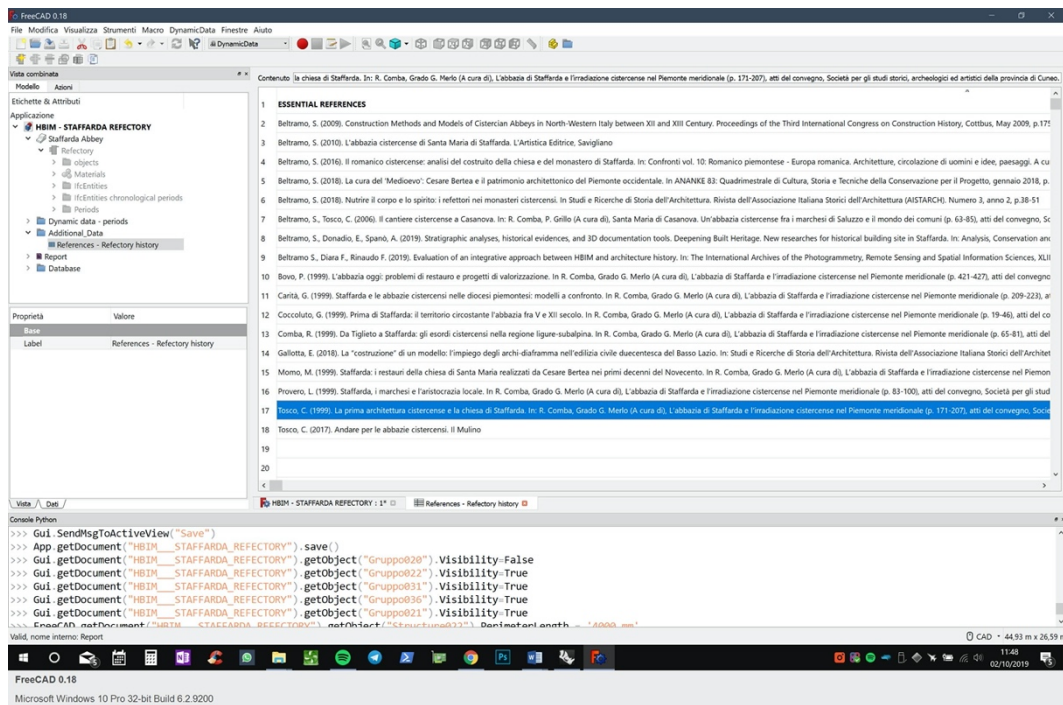 FreeCAD 0.18
File Modifica Visualizza Strumenti Macro DynamicData Finestre Aiuto
DynamicData
Vista combinata
Modello Azioni
Etichette & Attributi
Applicazione
HBIM - STAFFARDA REFECTORY
Staffarda Abbey
Refectory
objects
Materials
IfcEntities
IfcEntities chronological periods
Periods
Dynamic data - periods
Additional_Data
References - Refectory history
Report
Database
Proprietà Valore
Base
Label References - Refectory history
Vista Dati
Contenuto la chiesa di Staffarda. In: R. Comba, Grado G. Merlo (A cura di), L'abbazia di Staffarda e l'irradiazione cistercense nel Piemonte meridionale (p. 171-207), atti del convegno, Società per gli studi storici, archeologici ed artistici della provincia di Cuneo.
1 ESSENTIAL REFERENCES
2 Beltramo, S. (2009). Construction Methods and Models of Cistercian Abbeys in North-Western Italy between XII and XIII Century. Proceedings of the Third International Congress on Construction History, Cottbus, May 2009, p.175
3 Beltramo, S. (2010). L'abbazia cistercense di Santa Maria di Staffarda. L'Artistica Editrice, Savigliano
4 Beltramo, S. (2016). Il romanico cistercense: analisi del costruito della chiesa e del monastero di Staffarda. In: Confronti vol. 10: Romanico piemontese - Europa romanica. Architetture, circolazione di uomini e idee, paesaggi. A cu
5 Beltramo, S. (2018). La cura del 'Medioevo': Cesare Bertea e il patrimonio architettonico del Piemonte occidentale. In ANANKE 83: Quadrimestrale di Cultura, Storia e Tecniche della Conservazione per il Progetto, gennaio 2018, p.
6 Beltramo, S. (2018). Nutrire il corpo e lo spirito: i refettori nei monasteri cistercensi. In Studi e Ricerche di Storia dell'Architettura. Rivista dell'Associazione Italiana Storici dell'Architettura (AISTARCH). Numero 3, anno 2, p.38-51
7 Beltramo, S., Tosco, C. (2006). Il cantiere cistercense a Casanova. In: R. Comba, P. Grillo (A cura di), Santa Maria di Casanova. Un'abbazia cistercense fra i marchesi di Saluzzo e il mondo dei comuni (p. 63-85), atti del convegno, Sc
8 Beltramo, S., Donadio, E., Spanò, A. (2019). Stratigraphic analyses, historical evidences, and 3D documentation tools. Deepening Built Heritage. New researches for historical building site in Staffarda. In: Analysis, Conservation and
9 Beltramo S., Diara F., Rinaudo F. (2019). Evaluation of an integrative approach between HBIM and architecture history. In: The International Archives of the Photogrammetry, Remote Sensing and Spatial Information Sciences, XLII
10 Bovo, P. (1999). L'abbazia oggi: problemi di restauro e progetti di valorizzazione. In R. Comba, Grado G. Merlo (A cura di), L'abbazia di Staffarda e l'irradiazione cistercense nel Piemonte meridionale (p. 421-427), atti del convegno
11 Carità, G. (1999). Staffarda e le abbazie cistercensi nelle diocesi piemontesi: modelli a confronto. In R. Comba, Grado G. Merlo (A cura di), L'abbazia di Staffarda e l'irradiazione cistercense nel Piemonte meridionale (p. 209-223), at
12 Coccoluto, G. (1999). Prima di Staffarda: il territorio circostante l'abbazia fra V e XII secolo. In R. Comba, Grado G. Merlo (A cura di), L'abbazia di Staffarda e l'irradiazione cistercense nel Piemonte meridionale (p. 19-46), atti del co
13 Comba, R. (1999). Da Tiglieto a Staffarda: gli esordi cistercensi nella regione ligure-subalpina. In R. Comba, Grado G. Merlo (A cura di), L'abbazia di Staffarda e l'irradiazione cistercense nel Piemonte meridionale (p. 65-81), atti del
14 Gallotta, E. (2018). La "costruzione" di un modello: l'impiego degli archi-diaframma nell'edilizia civile duecentesca del Basso Lazio. In: Studi e Ricerche di Storia dell'Architettura. Rivista dell'Associazione Italiana Storici dell'Architet
15 Momo, M. (1999). Staffarda: i restauri della chiesa di Santa Maria realizzati da Cesare Bertea nei primi decenni del Novecento. In R. Comba, Grado G. Merlo (A cura di), L'abbazia di Staffarda e l'irradiazione cistercense nel Piemon
16 Provero, L. (1999). Staffarda, i marchesi e l'aristocrazia locale. In R. Comba, Grado G. Merlo (A cura di), L'abbazia di Staffarda e l'irradiazione cistercense nel Piemonte meridionale (p. 83-100), atti del convegno, Società per gli stud
17 Tosco, C. (1999). La prima architettura cistercense e la chiesa di Staffarda. In: R. Comba, Grado G. Merlo (A cura di), L'abbazia di Staffarda e l'irradiazione cistercense nel Piemonte meridionale (p. 171-207), atti del convegno, Socie
18 Tosco, C. (2017). Andare per le abbazie cistercensi. Il Mulino
19
20
HBIM - STAFFARDA REFECTORY : 1* References - Refectory history
Console Python
>>> Gui.SendMsgToActiveView("Save")
>>> App.getDocument("HBIM___STAFFARDA_REFECTORY").save()
>>> Gui.getDocument("HBIM___STAFFARDA_REFECTORY").getObject("Gruppo020").Visibility=False
>>> Gui.getDocument("HBIM___STAFFARDA_REFECTORY").getObject("Gruppo022").Visibility=True
>>> Gui.getDocument("HBIM___STAFFARDA_REFECTORY").getObject("Gruppo031").Visibility=True
>>> Gui.getDocument("HBIM___STAFFARDA_REFECTORY").getObject("Gruppo036").Visibility=True
>>> Gui.getDocument("HBIM___STAFFARDA_REFECTORY").getObject("Gruppo021").Visibility=True
>>> FreeCAD.getDocument("HBIM___STAFFARDA_REFECTORY").getObject("Structure022").PerimeterLength = '4000 mm'
Valid, nome interno: Report
CAD 44,93 m x 26,59 m
11:48
02/10/2019
FreeCAD 0.18
Microsoft Windows 10 Pro 32-bit Build 6.2.9200